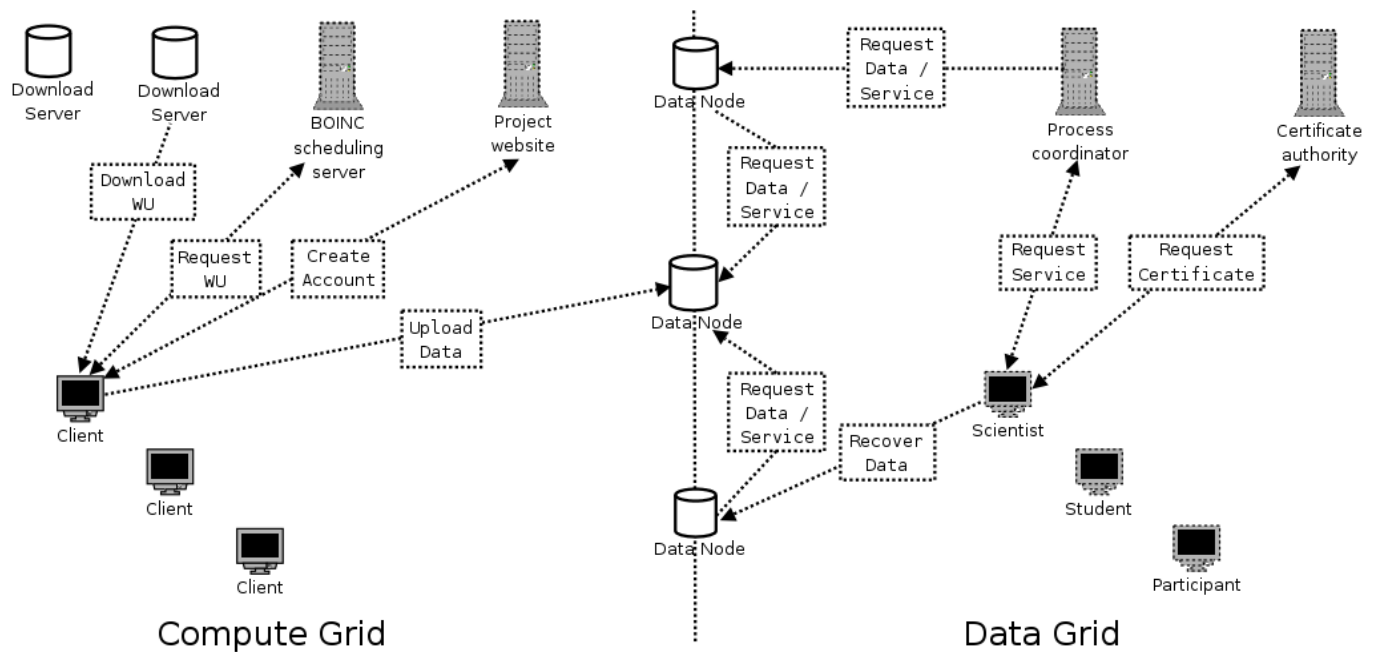 Download
Server
Download
Server
BOINC
scheduling
server
Project
website
Data Node
Request
Data /
Service
Process
coordinator
Certificate
authority
Download
WU
Request
WU
Create
Account
Request
Data /
Service
Request
Service
Request
Certificate
Data Node
Upload
Data
Client
Request
Data /
Service
Recover
Data
Scientist
Client
Student
Data Node
Client
Participant
Compute Grid
Data Grid